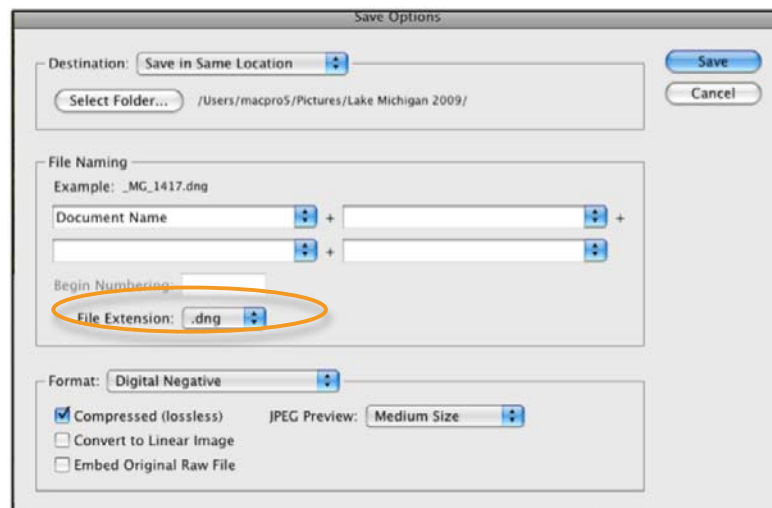 Save Options
Destination: Save in Same Location
Save
Select Folder... /Users/macpro5/Pictures/Lake Michigan 2009/
Cancel
File Naming
Example: _MG_1417.dng
Document Name + +
+
Begin Numbering:
File Extension: .dng
Format: Digital Negative
Compressed (lossless) JPEG Preview: Medium Size
Convert to Linear Image
Embed Original Raw File